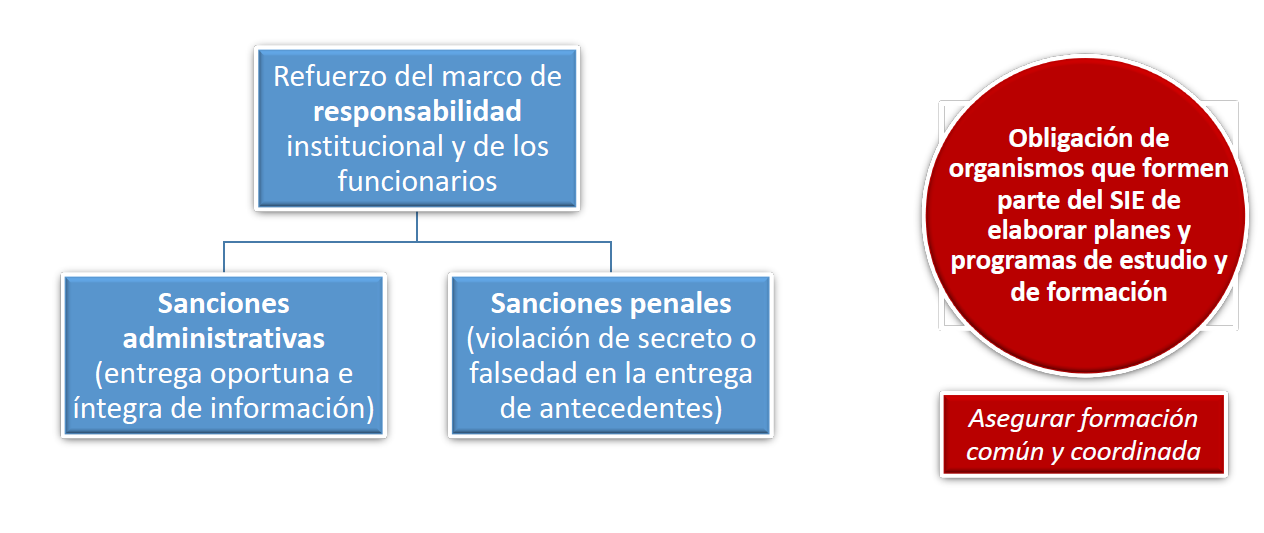 Refuerzo del marco de
responsabilidad
institucional y de los
funcionarios
Sanciones
administrativas
(entrega oportuna e
íntegra de información)
Sanciones penales
(violación de secreto o
falsedad en la entrega
de antecedentes)
Obligación de
organismos que formen
parte del SIE de
elaborar planes y
programas de estudio y
de formación
Asegurar formación
común y coordinada